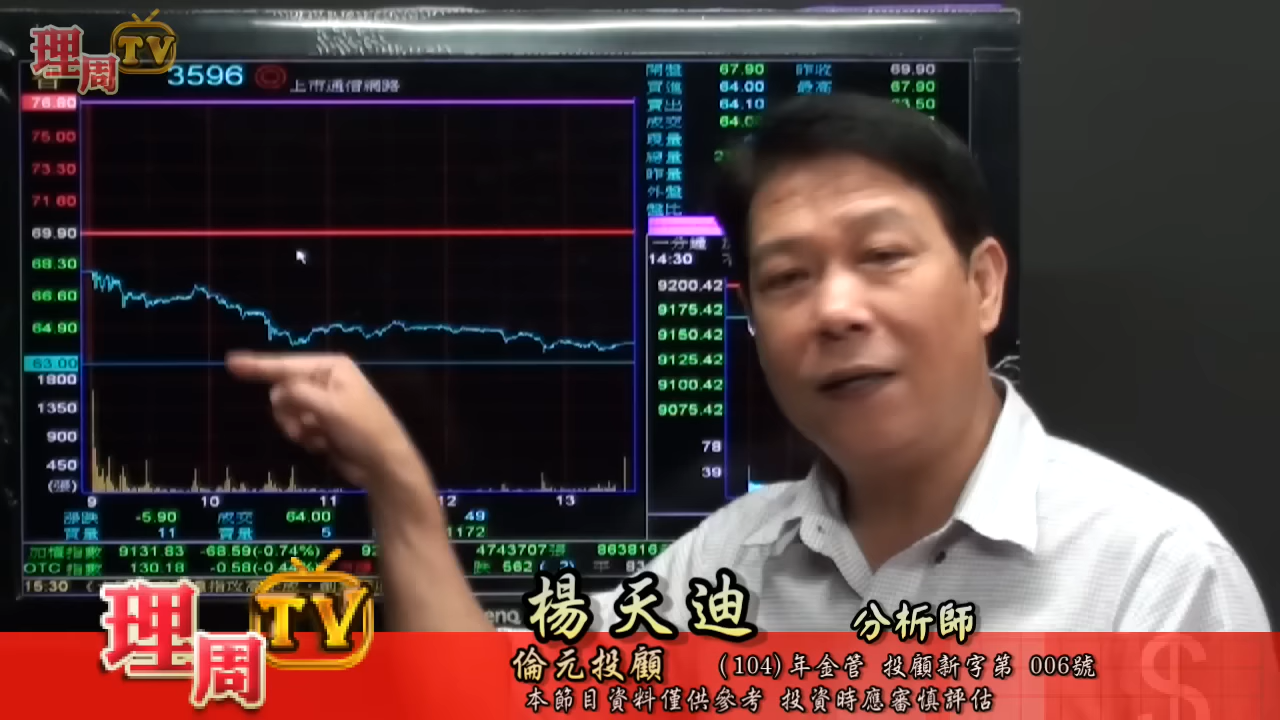 理周TV
3596 上市通信網路
76.80
75.00
73.30
71.60
69.90
68.30
66.60
64.90
63.00
1800
1350
900
450
(張)
9 10 11 12 13
開盤 67.90 昨收 69.90
買進 64.00 最高 67.90
賣出 64.10
成交
現量
總量
昨量
外盤
盤比
14:30
9200.42
9175.42
9150.42
9125.42
9100.42
9075.42
78
39
漲跌 -5.90 成交 64.00 49
買量 11 賣量 5 1172
加權指數 9131.83 -68.59(-0.74%) 4743707張 863816
OTC 指數 130.18 -0.58(-0.44%) 跌 562 平
15:30
理周TV
楊天迪 分析師
倫元投顧 (104)年金管 投顧新字第 006號
本節目資料僅供參考 投資時應審慎評估